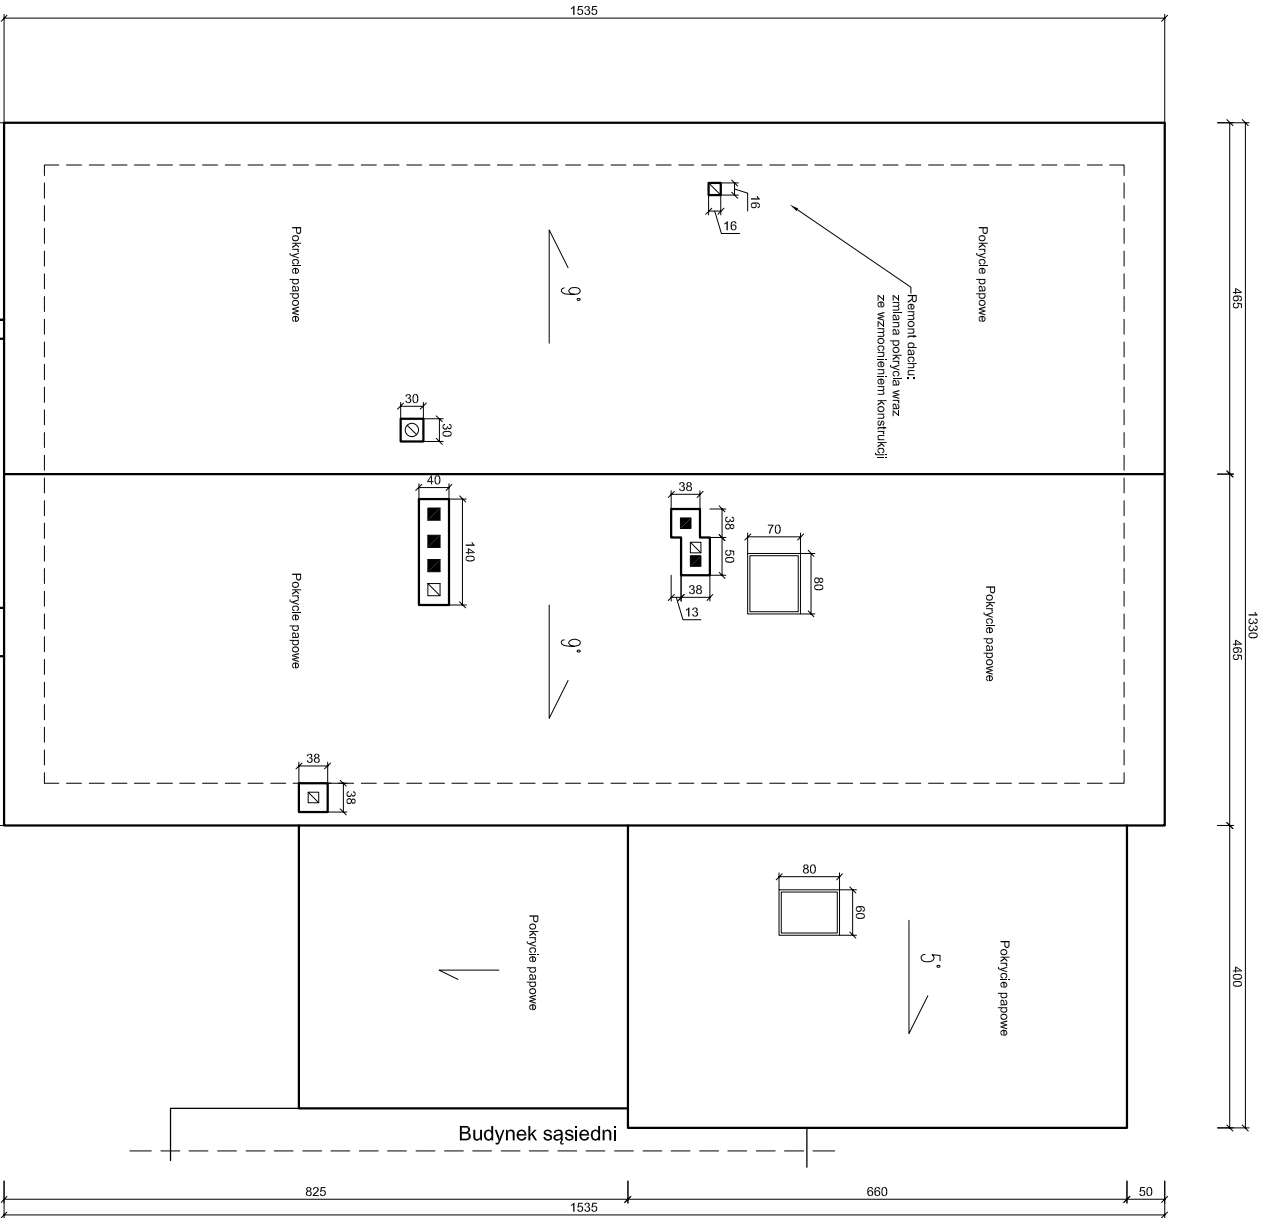 1535
16
16
Pokrycie papowe
Pokrycie papowe
9°
Remont dachu:
zmiana pokrycia wraz
ze wzmocnieniem konstrukcji
465
30
30
40
140
38
38
50
38
13
70
80
Pokrycie papowe
Pokrycie papowe
9°
1330
465
38
38
80
60
5°
Pokrycie papowe
Pokrycie papowe
400
Budynek sąsiedni
825
660
50
1535